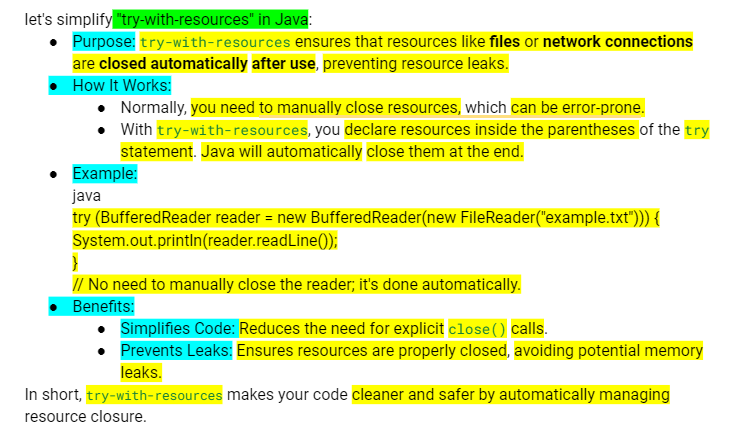 let's simplify "try-with-resources" in Java:
● Purpose: try-with-resources ensures that resources like files or network connections
are closed automatically after use, preventing resource leaks.
● How It Works:
● Normally, you need to manually close resources, which can be error-prone.
● With try-with-resources, you declare resources inside the parentheses of the try
statement. Java will automatically close them at the end.
● Example:
java
try (BufferedReader reader = new BufferedReader(new FileReader("example.txt"))) {
System.out.println(reader.readLine());
}
// No need to manually close the reader; it's done automatically.
● Benefits:
● Simplifies Code: Reduces the need for explicit close() calls.
● Prevents Leaks: Ensures resources are properly closed, avoiding potential memory
leaks.
In short, try-with-resources makes your code cleaner and safer by automatically managing
resource closure.